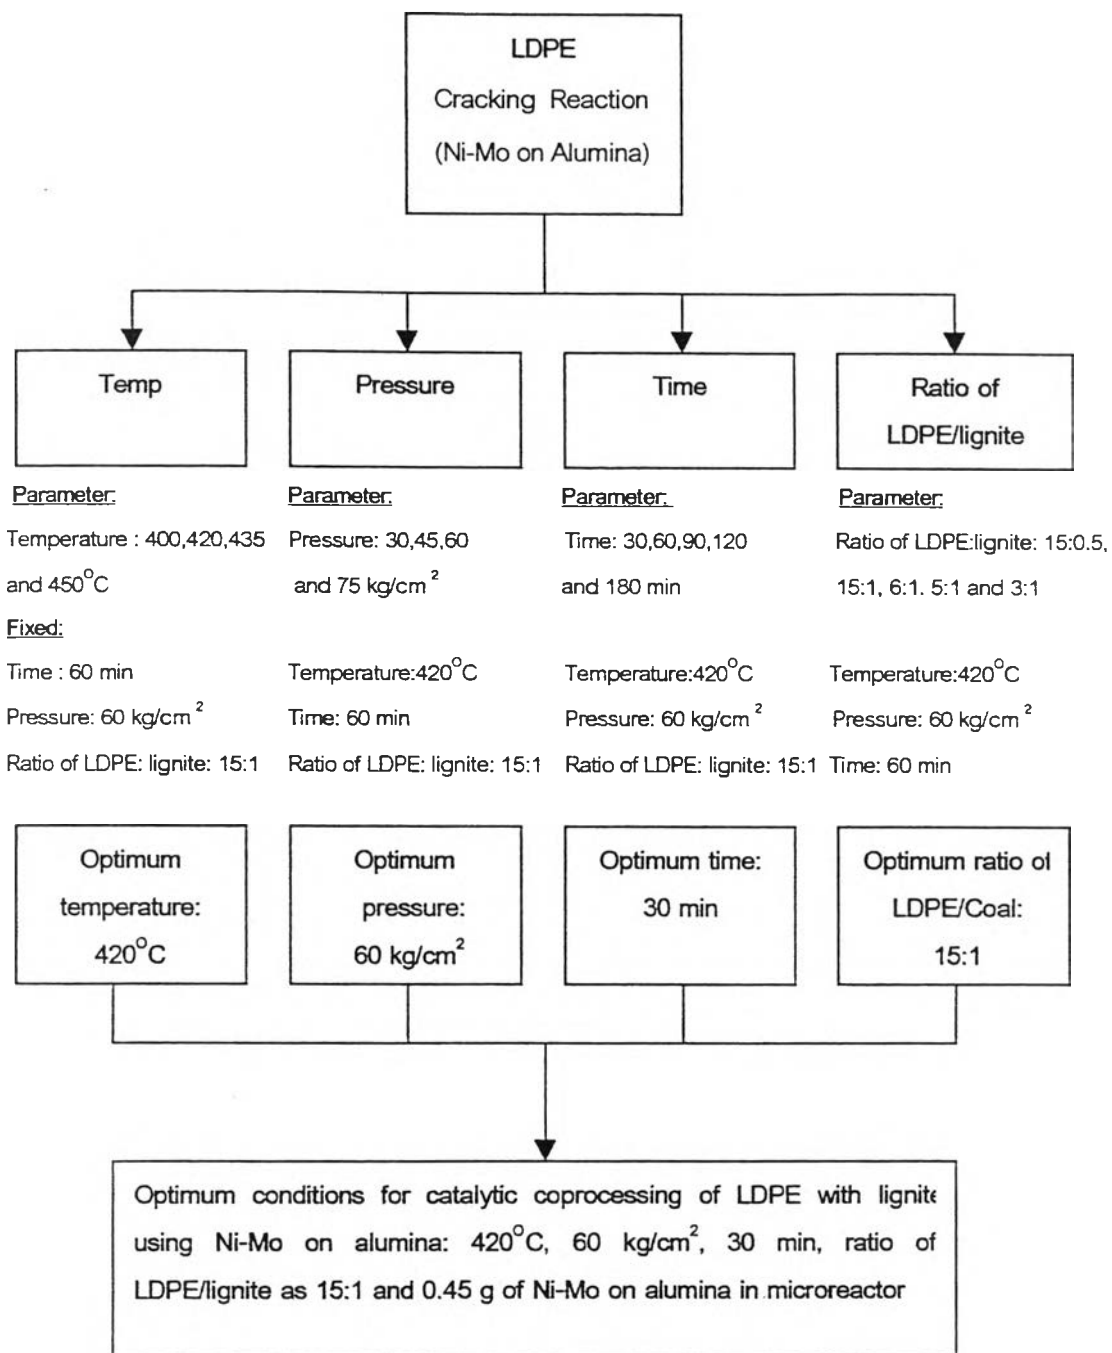 LDPE
Cracking Reaction
(Ni-Mo on Alumina)
Temp
Pressure
Time
Ratio of
LDPE/lignite
Parameter:
Temperature : 400,420,435
and 450°C
Fixed:
Time : 60 min
Pressure: 60 kg/cm²
Ratio of LDPE: lignite: 15:1
Parameter:
Pressure: 30,45,60
and 75 kg/cm²
Temperature:420°C
Time: 60 min
Ratio of LDPE: lignite: 15:1
Parameter:
Time: 30,60,90,120
and 180 min
Temperature:420°C
Pressure: 60 kg/cm²
Ratio of LDPE: lignite: 15:1
Parameter:
Ratio of LDPE:lignite: 15:0.5,
15:1, 6:1. 5:1 and 3:1
Temperature:420°C
Pressure: 60 kg/cm²
Time: 60 min
Optimum
temperature:
420°C
Optimum
pressure:
60 kg/cm²
Optimum time:
30 min
Optimum ratio of
LDPE/Coal:
15:1
Optimum conditions for catalytic coprocessing of LDPE with lignite
using Ni-Mo on alumina: 420°C, 60 kg/cm², 30 min, ratio of
LDPE/lignite as 15:1 and 0.45 g of Ni-Mo on alumina in microreactor